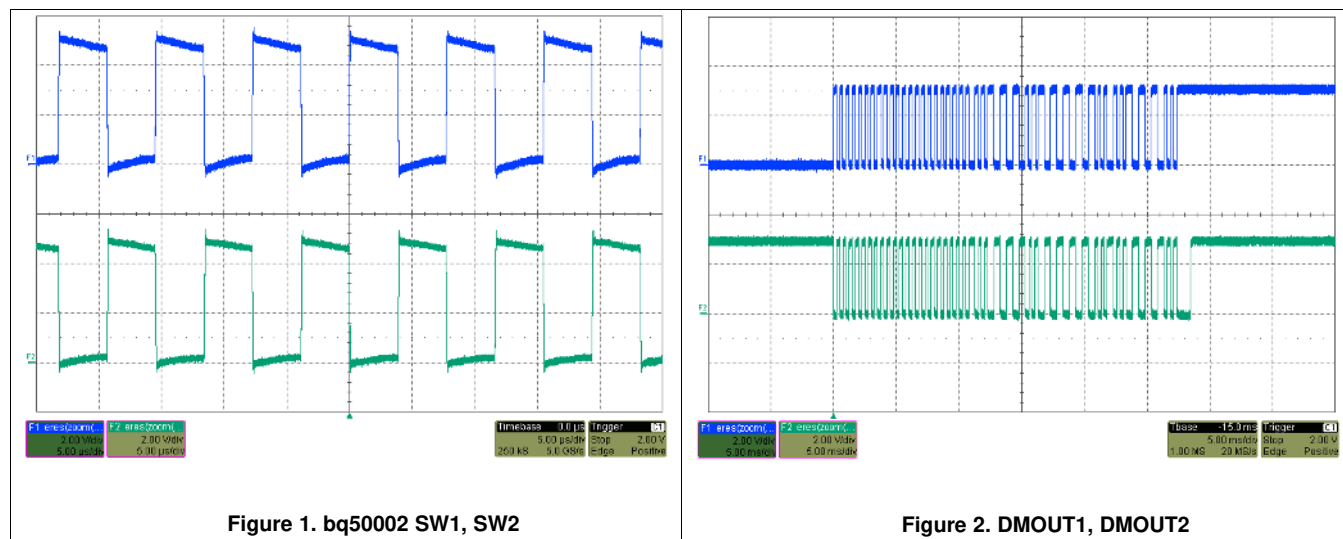 F1
F2
F1 eres(zoom(...
2.00 V/div
5.00 µs/div
F2 eres(zoom(...
2.00 V/div
5.00 µs/div
Timebase 0.0 µs
5.00 µs/div
250 kS 5.0 GS/s
Trigger C1
Stop 2.00 V
Edge Positive
Figure 1. bq50002 SW1, SW2
F1
F2
F1 eres(zoom(...
2.00 V/div
5.00 ms/div
F2 eres(zoom(...
2.00 V/div
5.00 ms/div
Tbase -15.0 ms
5.00 ms/div
1.00 MS 20 MS/s
Trigger C1
Stop 2.00 V
Edge Positive
Figure 2. DMOUT1, DMOUT2